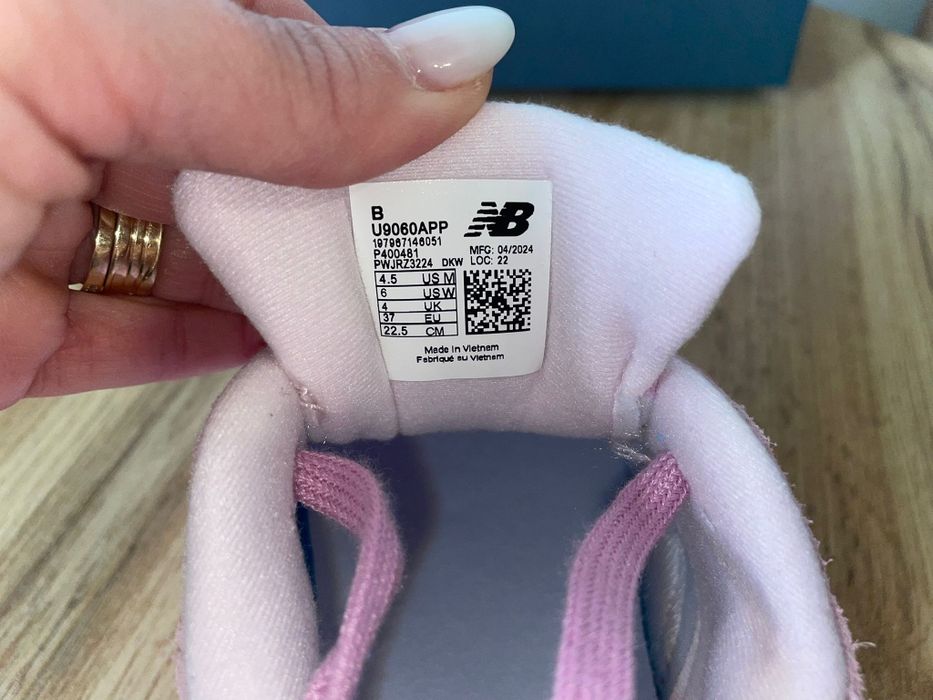 B
U9060APP
197967146051
P400481
PWJRZ3224 DKW
NB
MFG: 04/2024
LOC: 22
4.5 US M
6 US W
4 UK
37 EU
22.5 CM
Made in Vietnam
Fabriqué au Vietnam